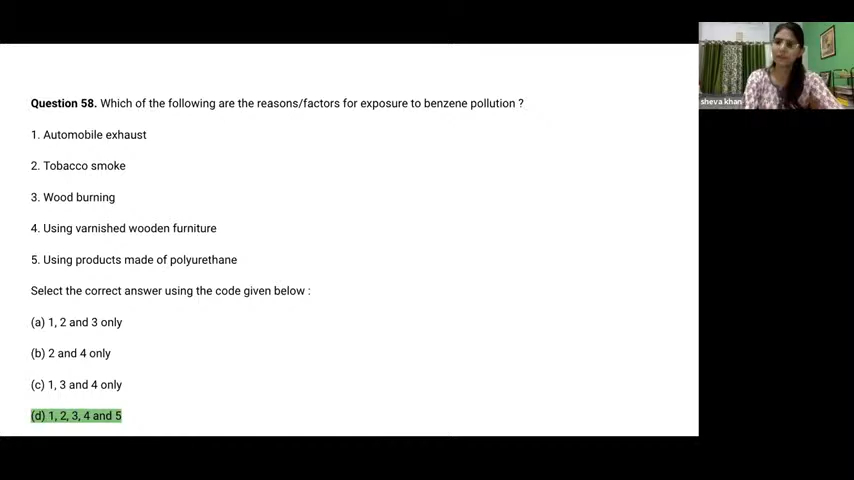 Question 58. Which of the following are the reasons/factors for exposure to benzene pollution ?
1. Automobile exhaust
2. Tobacco smoke
3. Wood burning
4. Using varnished wooden furniture
5. Using products made of polyurethane
Select the correct answer using the code given below :
(a) 1, 2 and 3 only
(b) 2 and 4 only
(c) 1, 3 and 4 only
(d) 1, 2, 3, 4 and 5
sheva khan